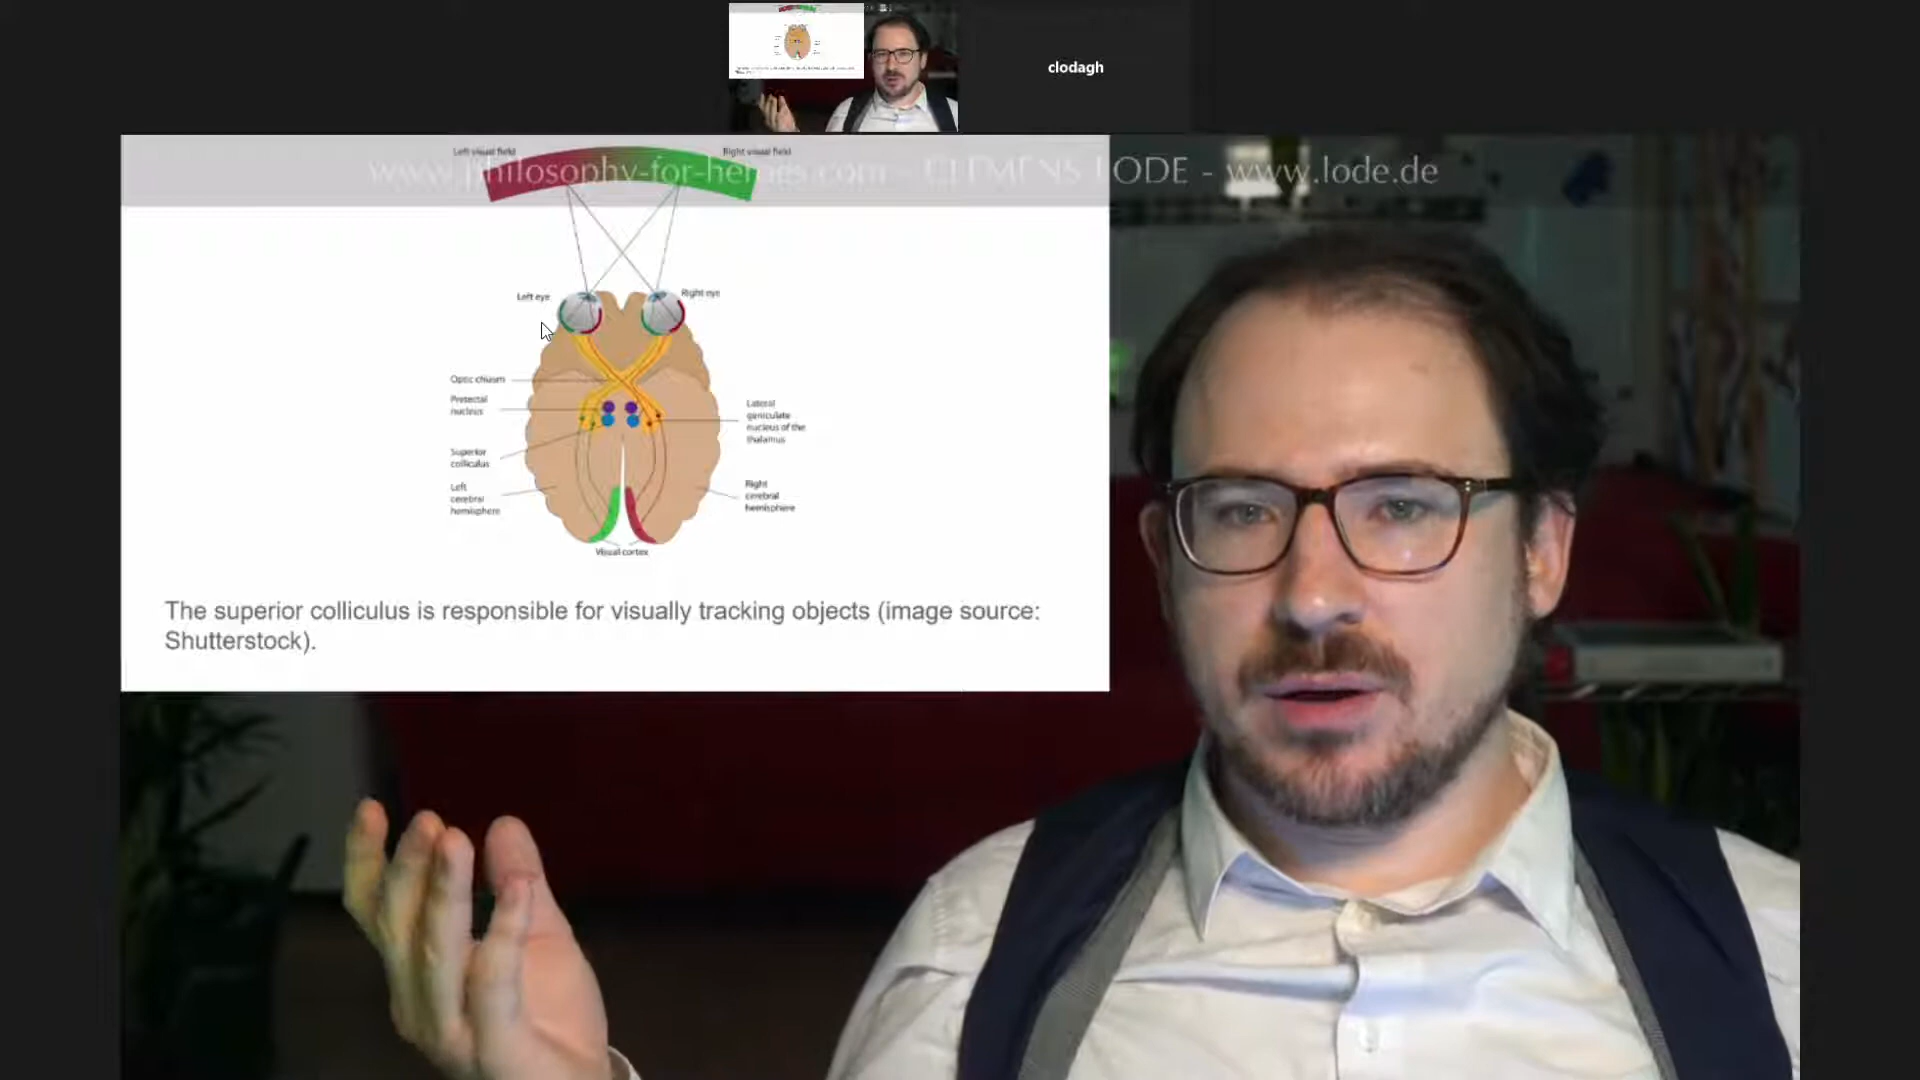 clodagh
www.philosophy-for-heroes.com - CLEMENS LODE - www.lode.de
Left visual field
Right visual field
Left eye
Right eye
Optic chiasm
Pretectal
nucleus
Lateral
geniculate
nucleus of the
thalamus
Superior
colliculus
Left
cerebral
hemisphere
Right
cerebral
hemisphere
Visual cortex
The superior colliculus is responsible for visually tracking objects (image source:
Shutterstock).